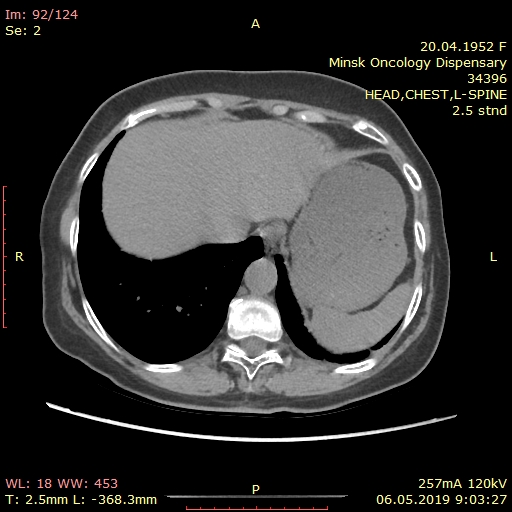 Im: 92/124
Se: 2
A
20.04.1952 F
Minsk Oncology Dispensary
34396
HEAD,CHEST,L-SPINE
2.5 stnd
R
L
WL: 18 WW: 453
T: 2.5mm L: -368.3mm
P
257mA 120kV
06.05.2019 9:03:27